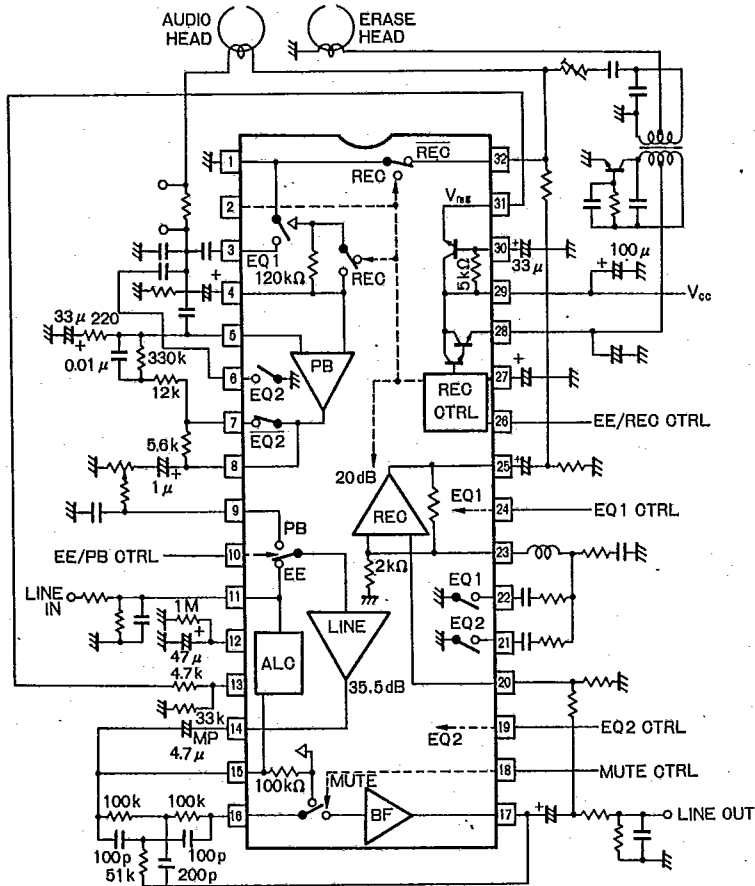 AUDIO HEAD
ERASE HEAD
1
REC
32
REC
2
Vreg
31
3
EQ1
120kΩ
REC
5kΩ
30
33μ
100μ
4
29
Vcc
33μ
220
5
28
0.01μ
330k
6
EQ2
PB
REC CTRL
27
12k
7
EQ2
26
EE/REC CTRL
5.6k
8
25
1μ
20dB
EQ1
24
EQ1 CTRL
9
PB
REC
EE/PB CTRL
10
2kΩ
23
EE
LINE IN
11
EQ1
22
1M
LINE
EQ2
21
12
47μ
ALC
4.7k
13
35.5dB
20
33k
MP
14
4.7μ
EQ2
19
EQ2 CTRL
15
100kΩ
MUTE
18
MUTE CTRL
100k
100k
16
BF
17
LINE OUT
100p
100p
51k
200p